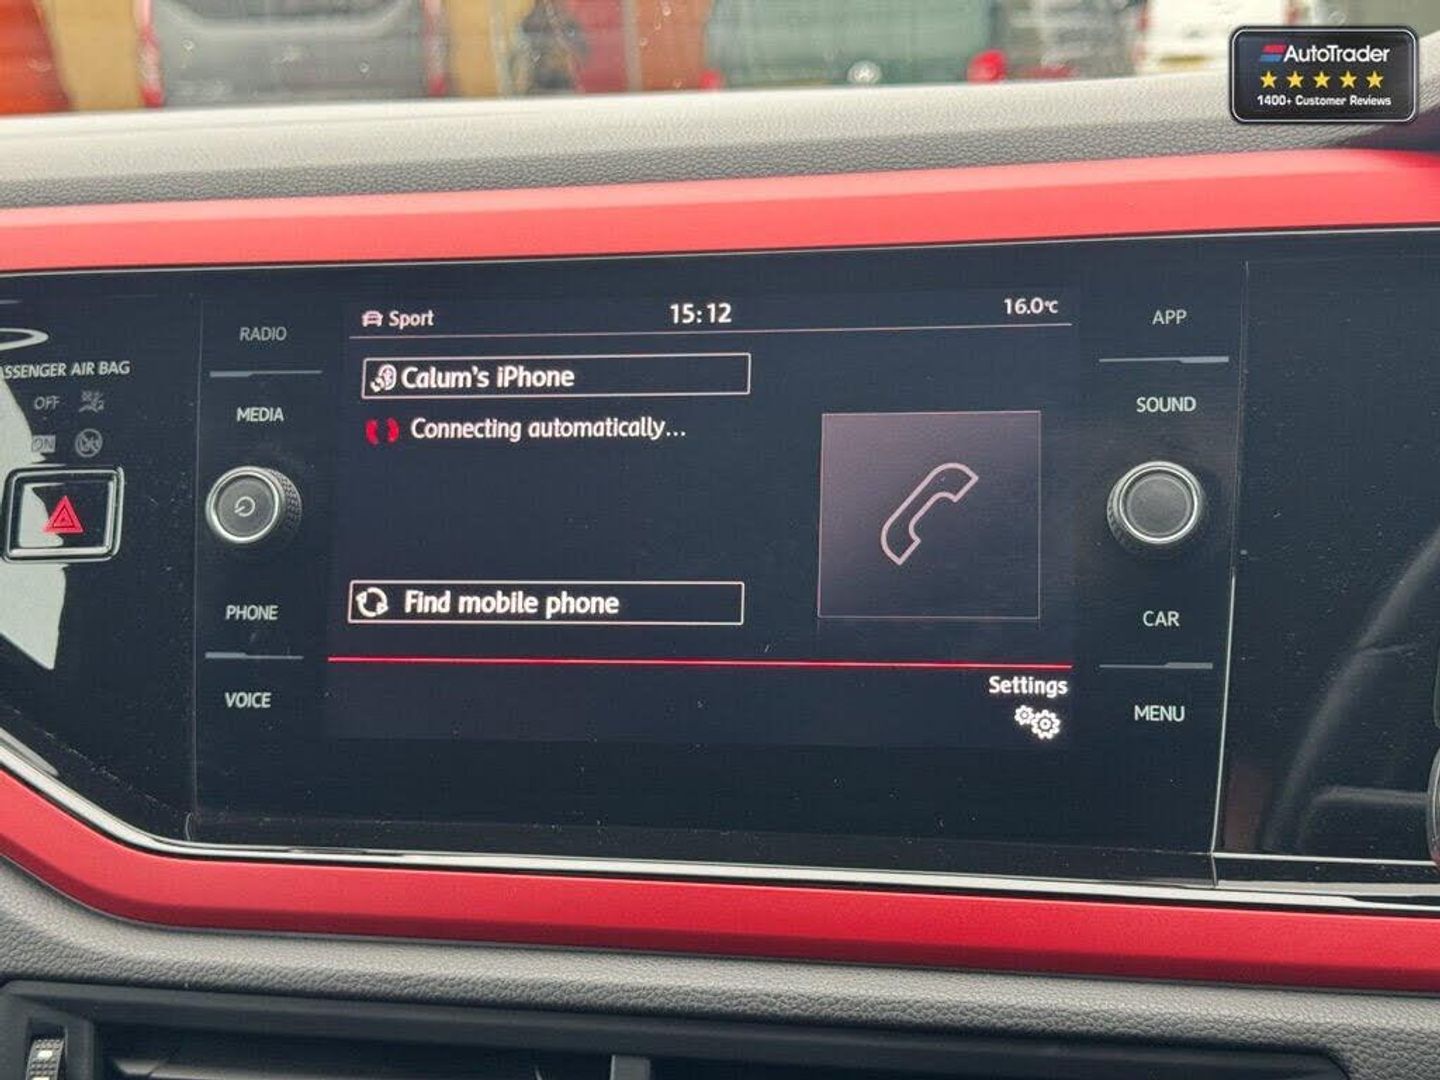 AutoTrader
1400+ Customer Reviews
Sport
15:12
16.0°C
RADIO
MEDIA
PHONE
VOICE
PASSENGER AIR BAG
OFF
ON
Calum's iPhone
Connecting automatically...
Find mobile phone
Settings
APP
SOUND
CAR
MENU